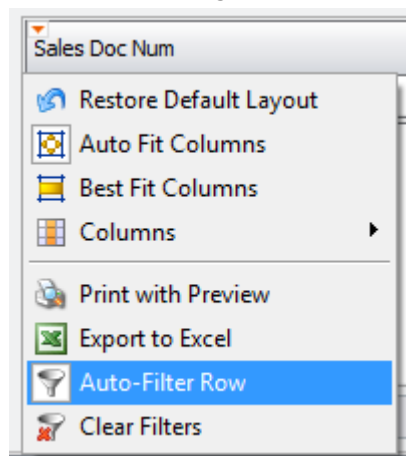 Sales Doc Num
Restore Default Layout
Auto Fit Columns
Best Fit Columns
Columns
Print with Preview
Export to Excel
Auto-Filter Row
Clear Filters